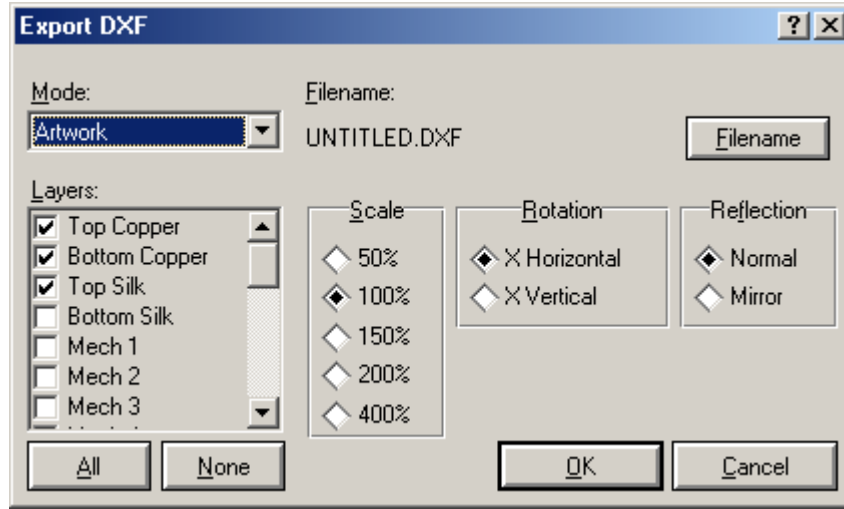 Export DXF
Mode:
Filename:
Artwork
UNTITLED.DXF
Filename
Layers:
Top Copper
Bottom Copper
Top Silk
Bottom Silk
Mech 1
Mech 2
Mech 3
Scale
50%
100%
150%
200%
400%
Rotation
X Horizontal
X Vertical
Reflection
Normal
Mirror
All
None
OK
Cancel